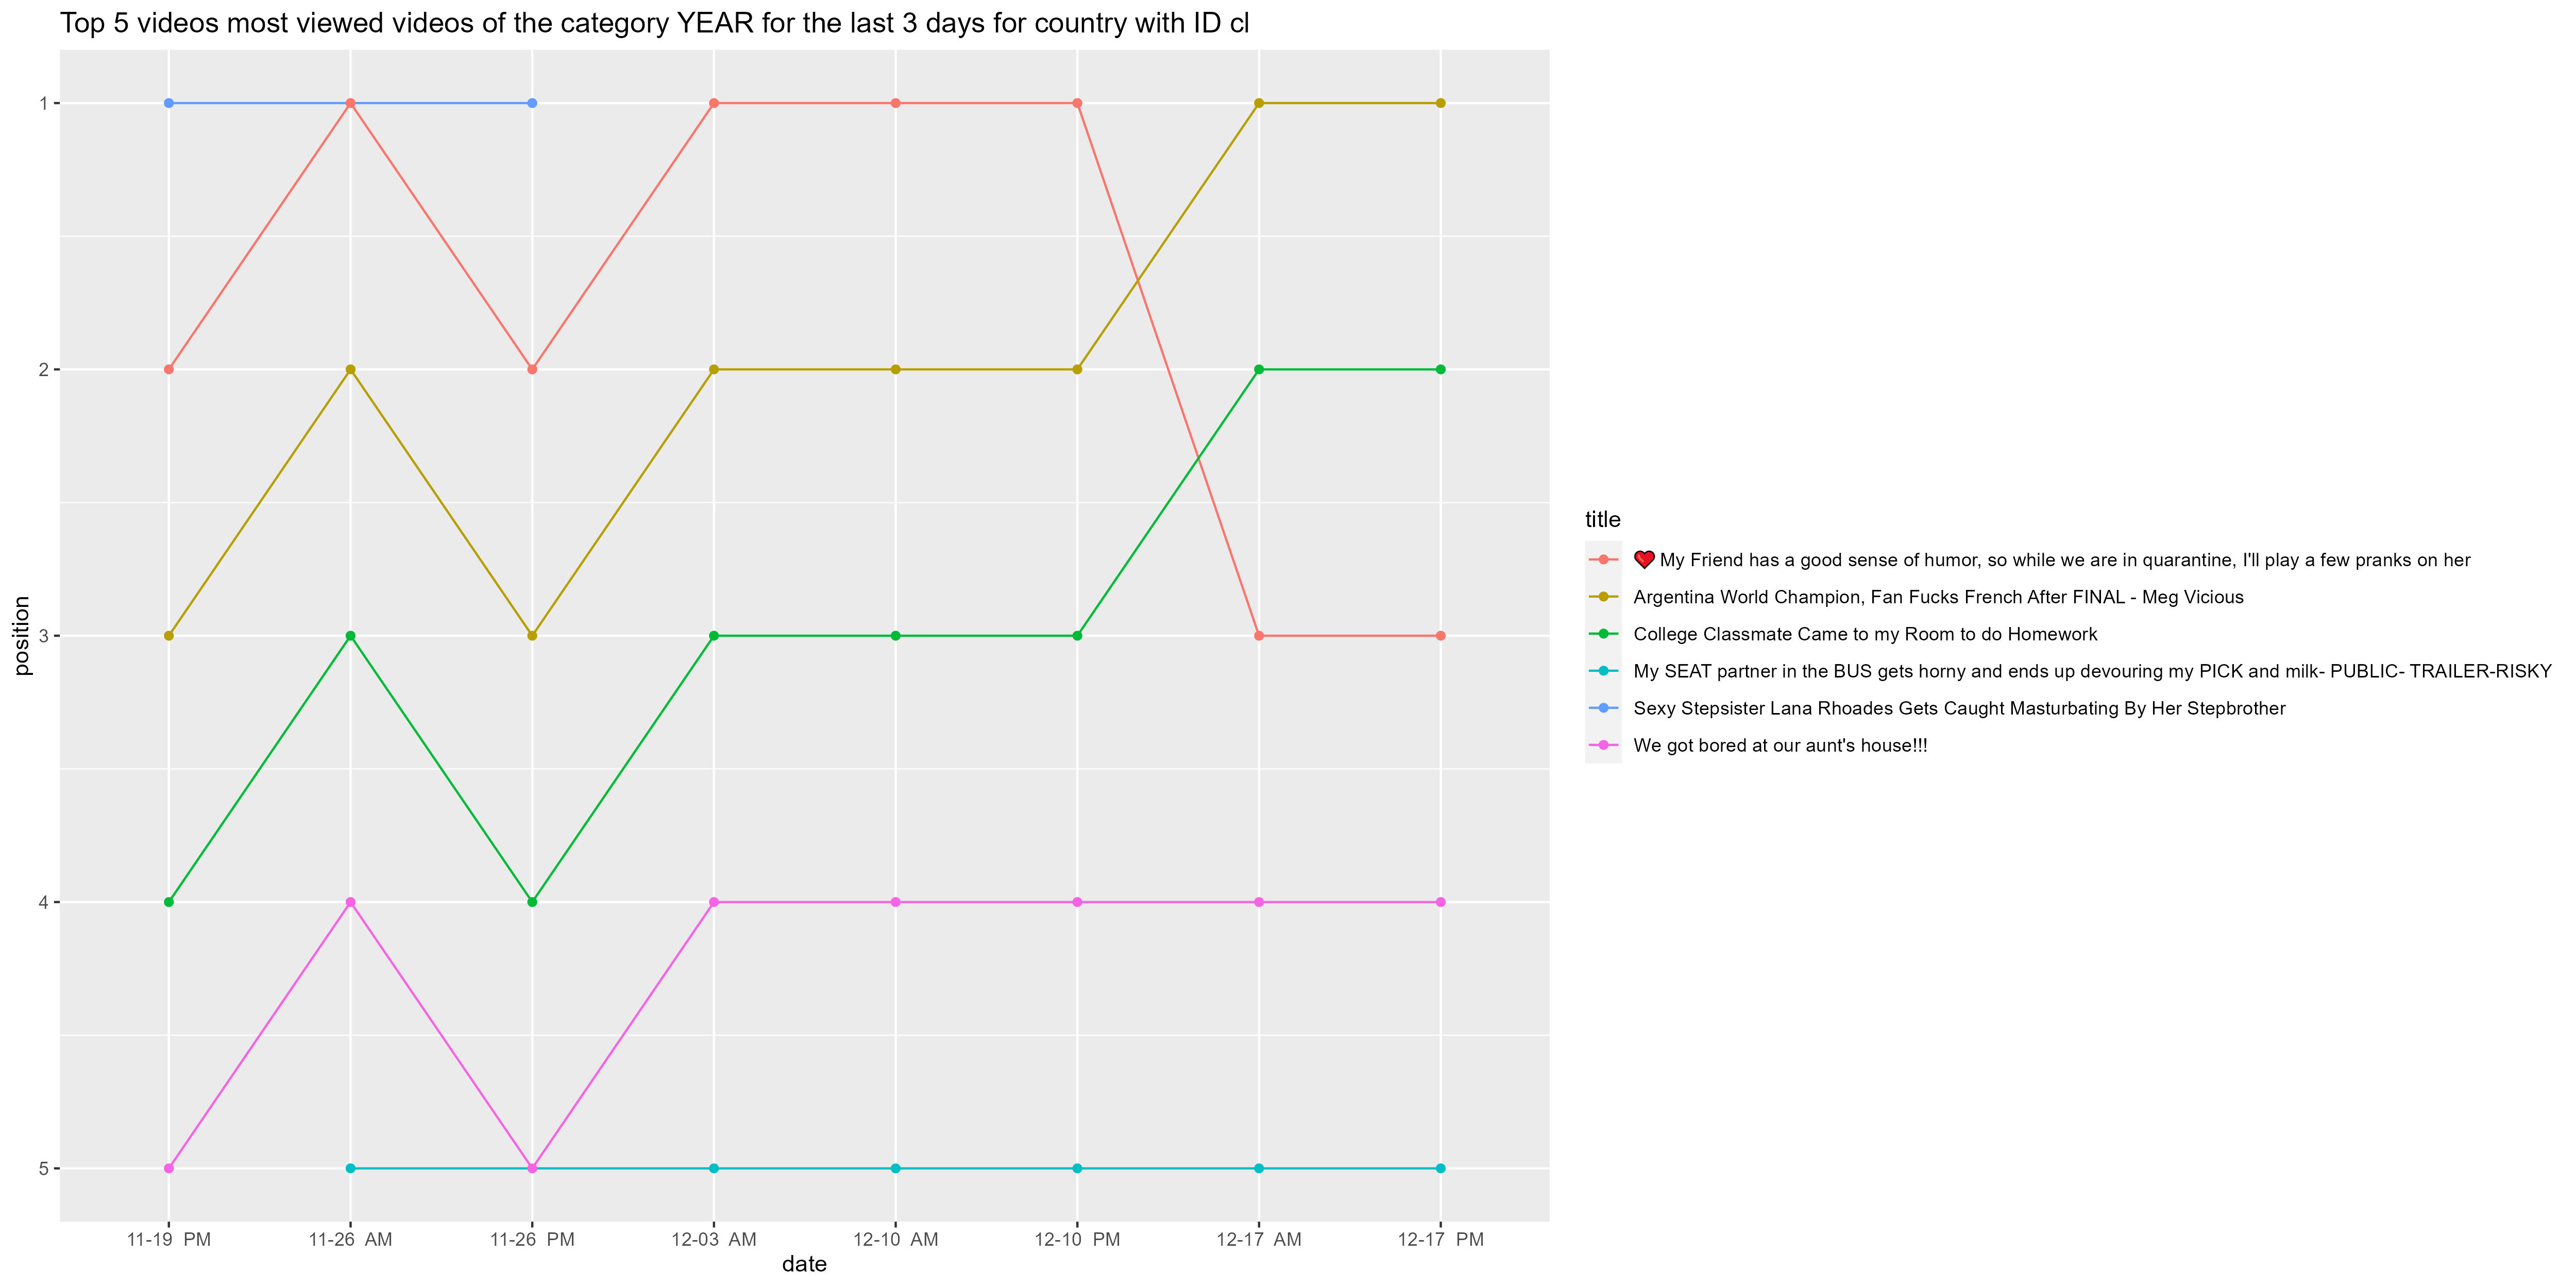 Top 5 videos most viewed videos of the category YEAR for the last 3 days for country with ID cl
position
1
2
3
4
5
11-19 PM
11-26 AM
11-26 PM
12-03 AM
12-10 AM
12-10 PM
12-17 AM
12-17 PM
date
title
❤️ My Friend has a good sense of humor, so while we are in quarantine, I'll play a few pranks on her
Argentina World Champion, Fan Fucks French After FINAL - Meg Vicious
College Classmate Came to my Room to do Homework
My SEAT partner in the BUS gets horny and ends up devouring my PICK and milk- PUBLIC- TRAILER-RISKY
Sexy Stepsister Lana Rhoades Gets Caught Masturbating By Her Stepbrother
We got bored at our aunt's house!!!